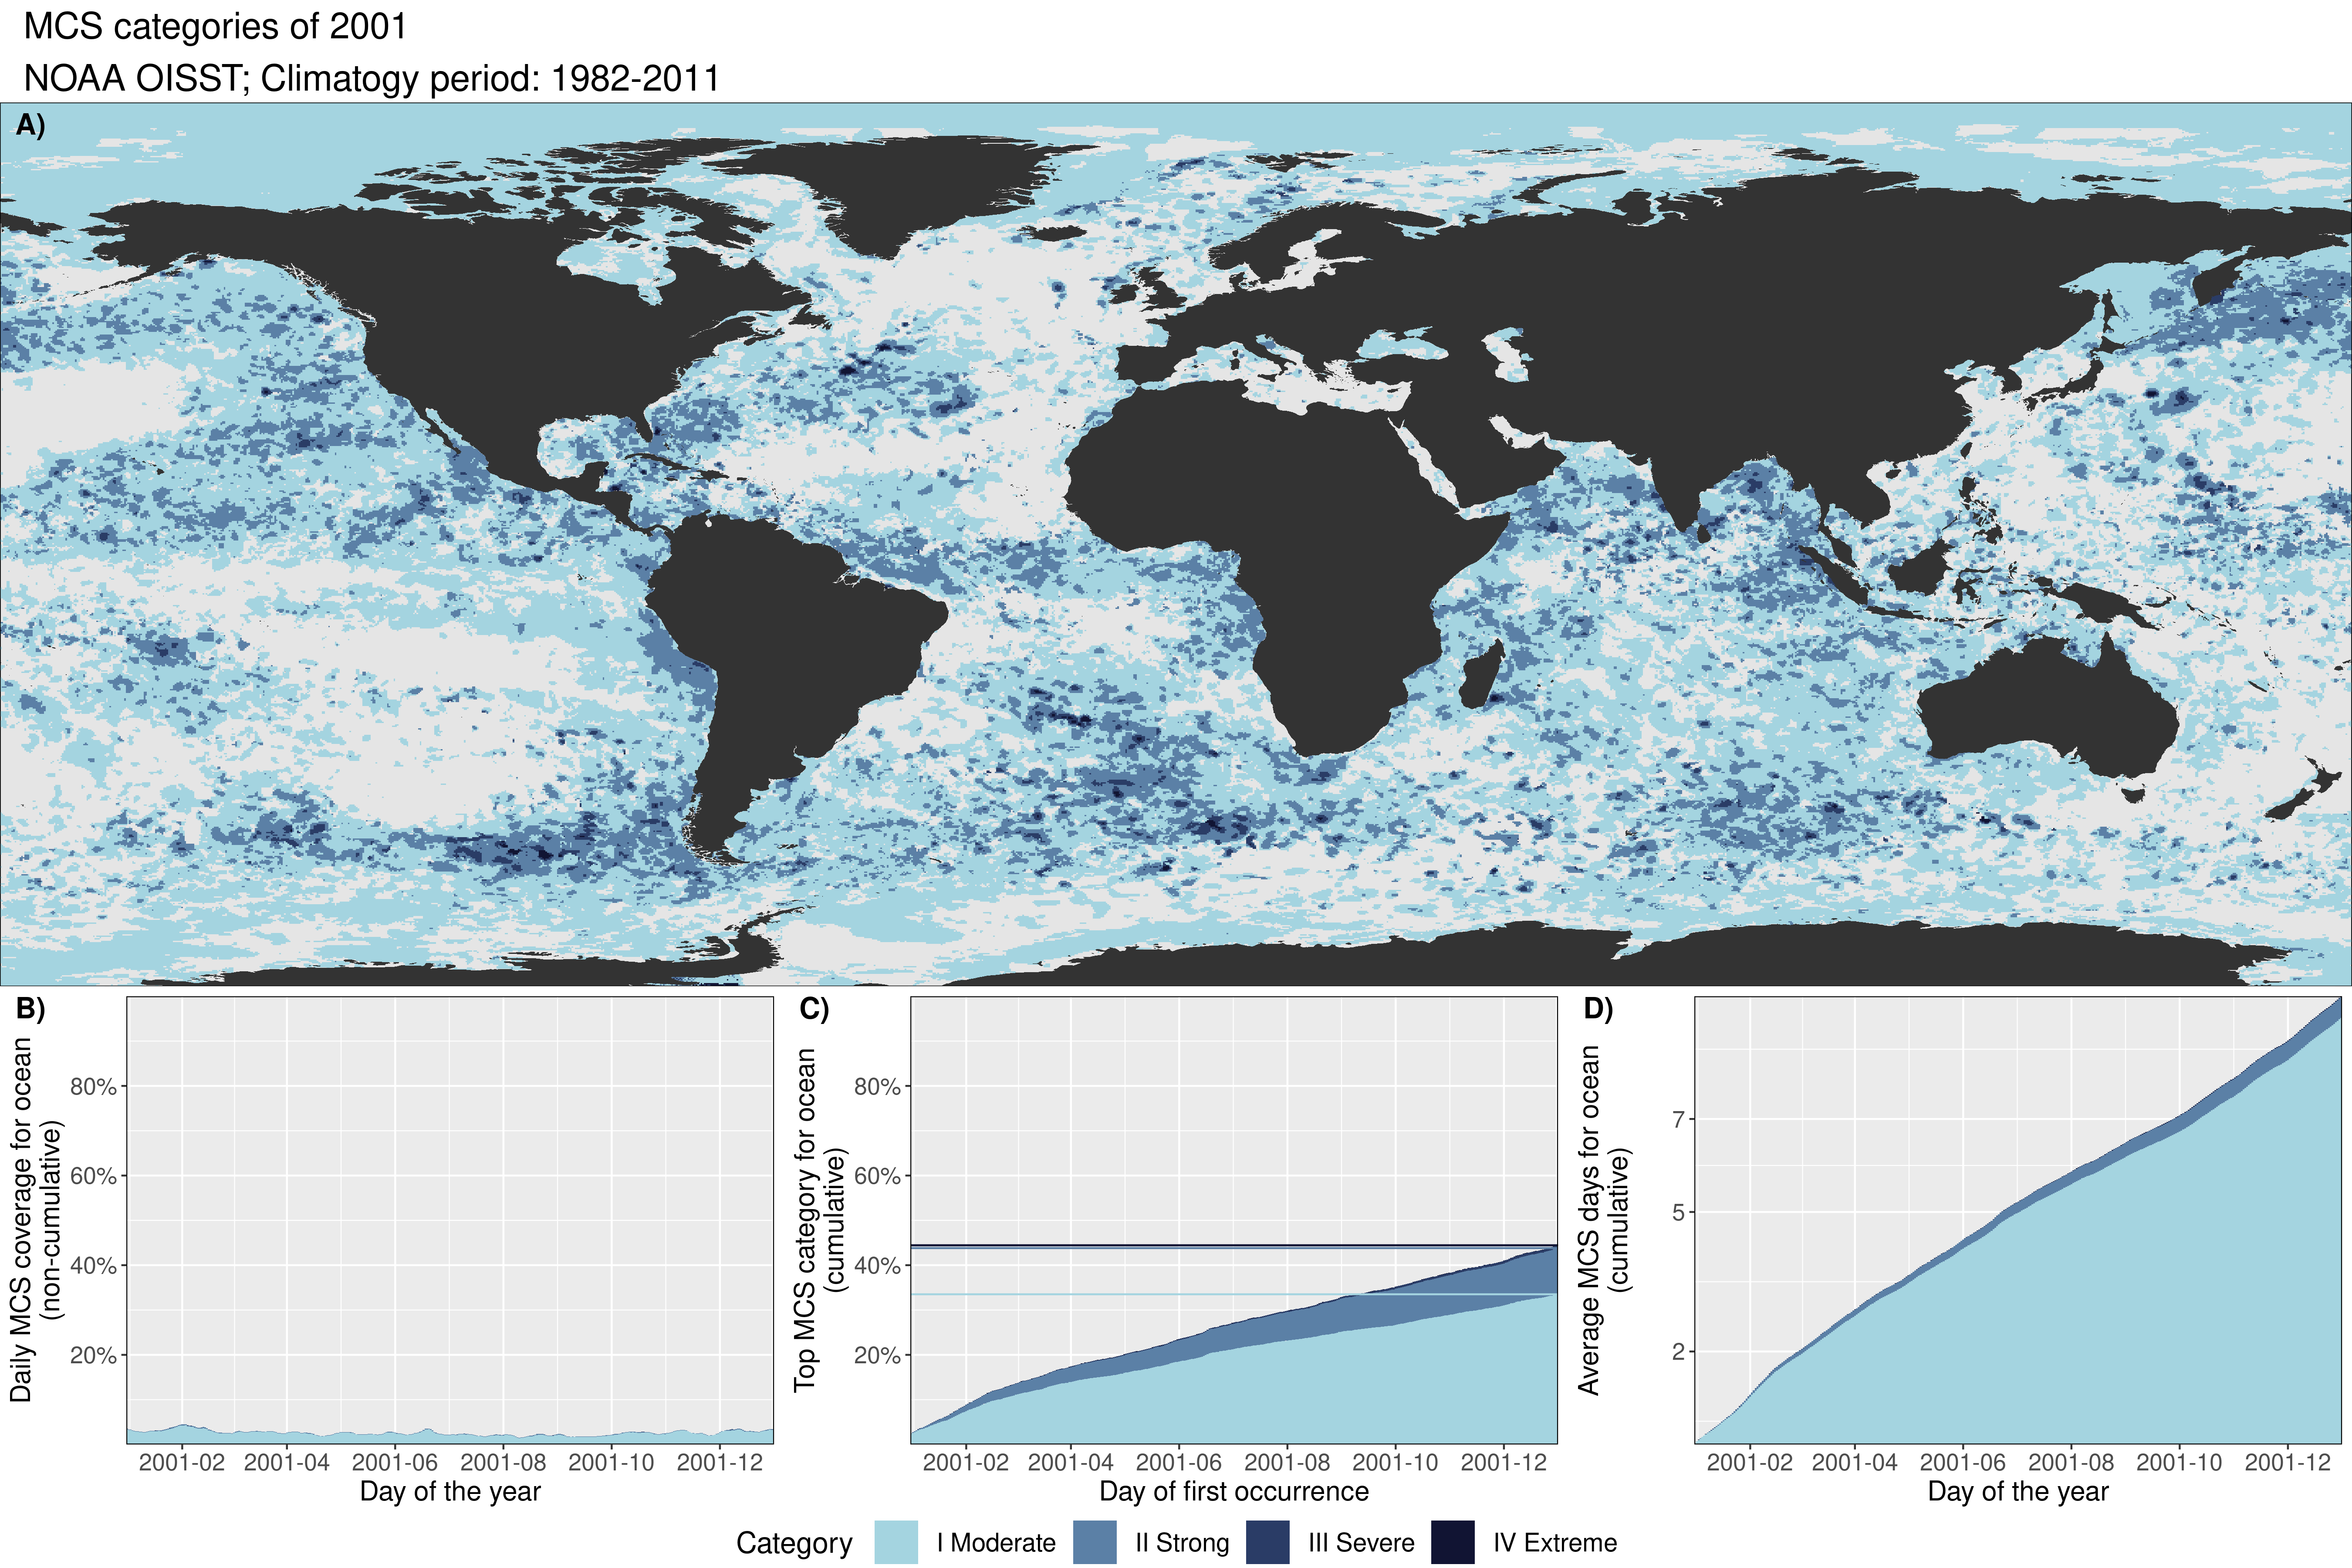 MCS categories of 2001
NOAA OISST; Climatogy period: 1982-2011
A)
B)
Daily MCS coverage for ocean
(non-cumulative)
80%
60%
40%
20%
2001-02 2001-04 2001-06 2001-08 2001-10 2001-12
Day of the year
C)
Top MCS category for ocean
(cumulative)
80%
60%
40%
20%
2001-02 2001-04 2001-06 2001-08 2001-10 2001-12
Day of first occurrence
D)
Average MCS days for ocean
(cumulative)
7
5
2
2001-02 2001-04 2001-06 2001-08 2001-10 2001-12
Day of the year
Category I Moderate II Strong III Severe IV Extreme